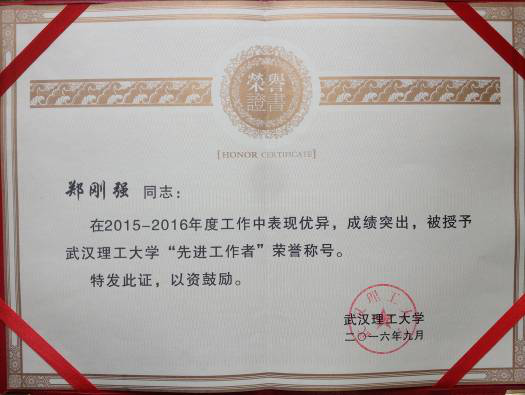 榮譽
證書
[HONOR CERTIFICATE]
郑刚强 同志：
在2015-2016年度工作中表现优异，成绩突出，被授予
武汉理工大学“先进工作者”荣誉称号。
特发此证，以资鼓励。
武汉理工大学
二〇一六年九月